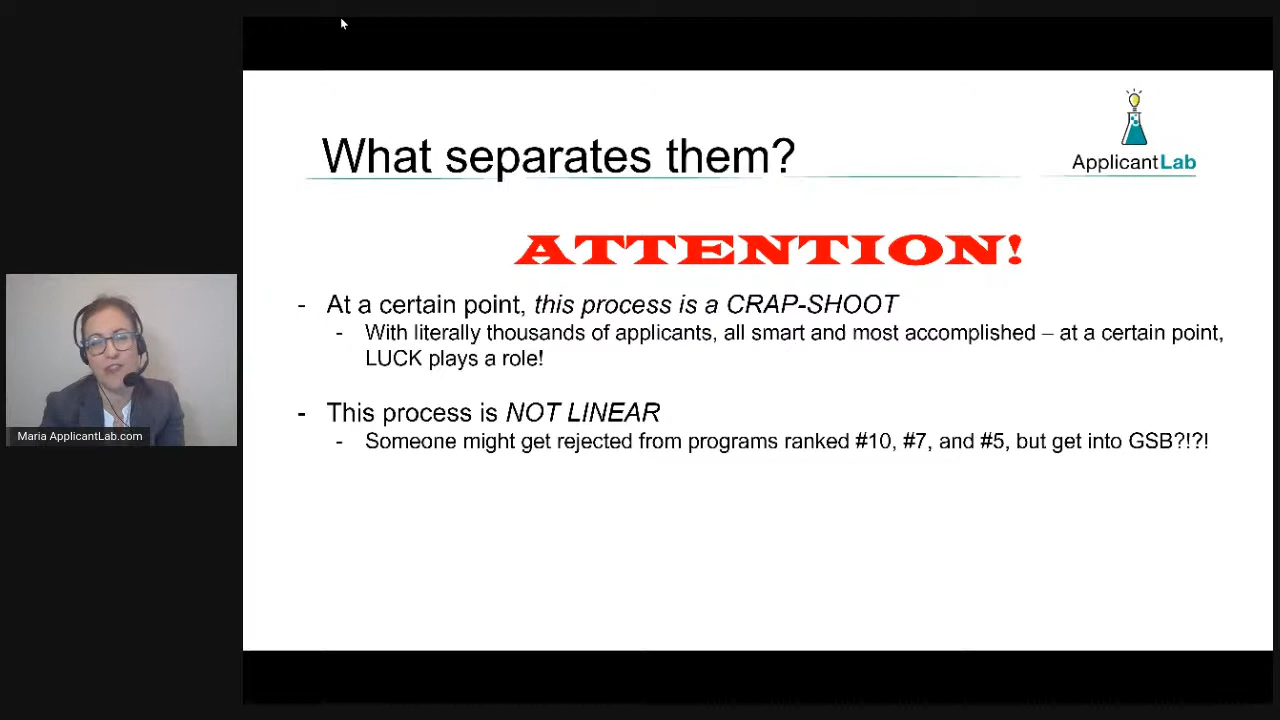 What separates them?
ApplicantLab
ATTENTION!
- At a certain point, this process is a CRAP-SHOOT
- With literally thousands of applicants, all smart and most accomplished – at a certain point,
LUCK plays a role!
- This process is NOT LINEAR
- Someone might get rejected from programs ranked #10, #7, and #5, but get into GSB?!?!
Maria ApplicantLab.com